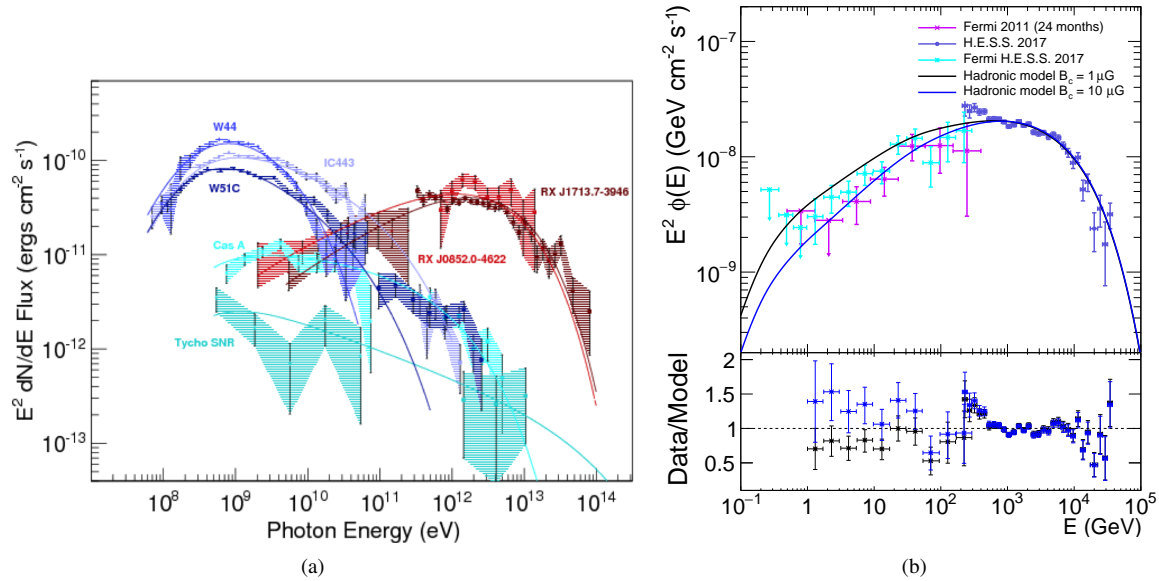 E² dN/dE Flux (ergs cm⁻² s⁻¹)
10⁻¹⁰
10⁻¹¹
10⁻¹²
10⁻¹³
W44
IC443
W51C
RX J1713.7-3946
Cas A
RX J0852.0-4622
Tycho SNR
10⁸ 10⁹ 10¹⁰ 10¹¹ 10¹² 10¹³ 10¹⁴
Photon Energy (eV)
(a)
E² ϕ(E) (GeV cm⁻² s⁻¹)
10⁻⁷
10⁻⁸
10⁻⁹
Fermi 2011 (24 months)
H.E.S.S. 2017
Fermi H.E.S.S. 2017
Hadronic model B_c = 1 μG
Hadronic model B_c = 10 μG
Data/Model
2
1.5
1
0.5
10⁻¹ 1 10 10² 10³ 10⁴ 10⁵
E (GeV)
(b)